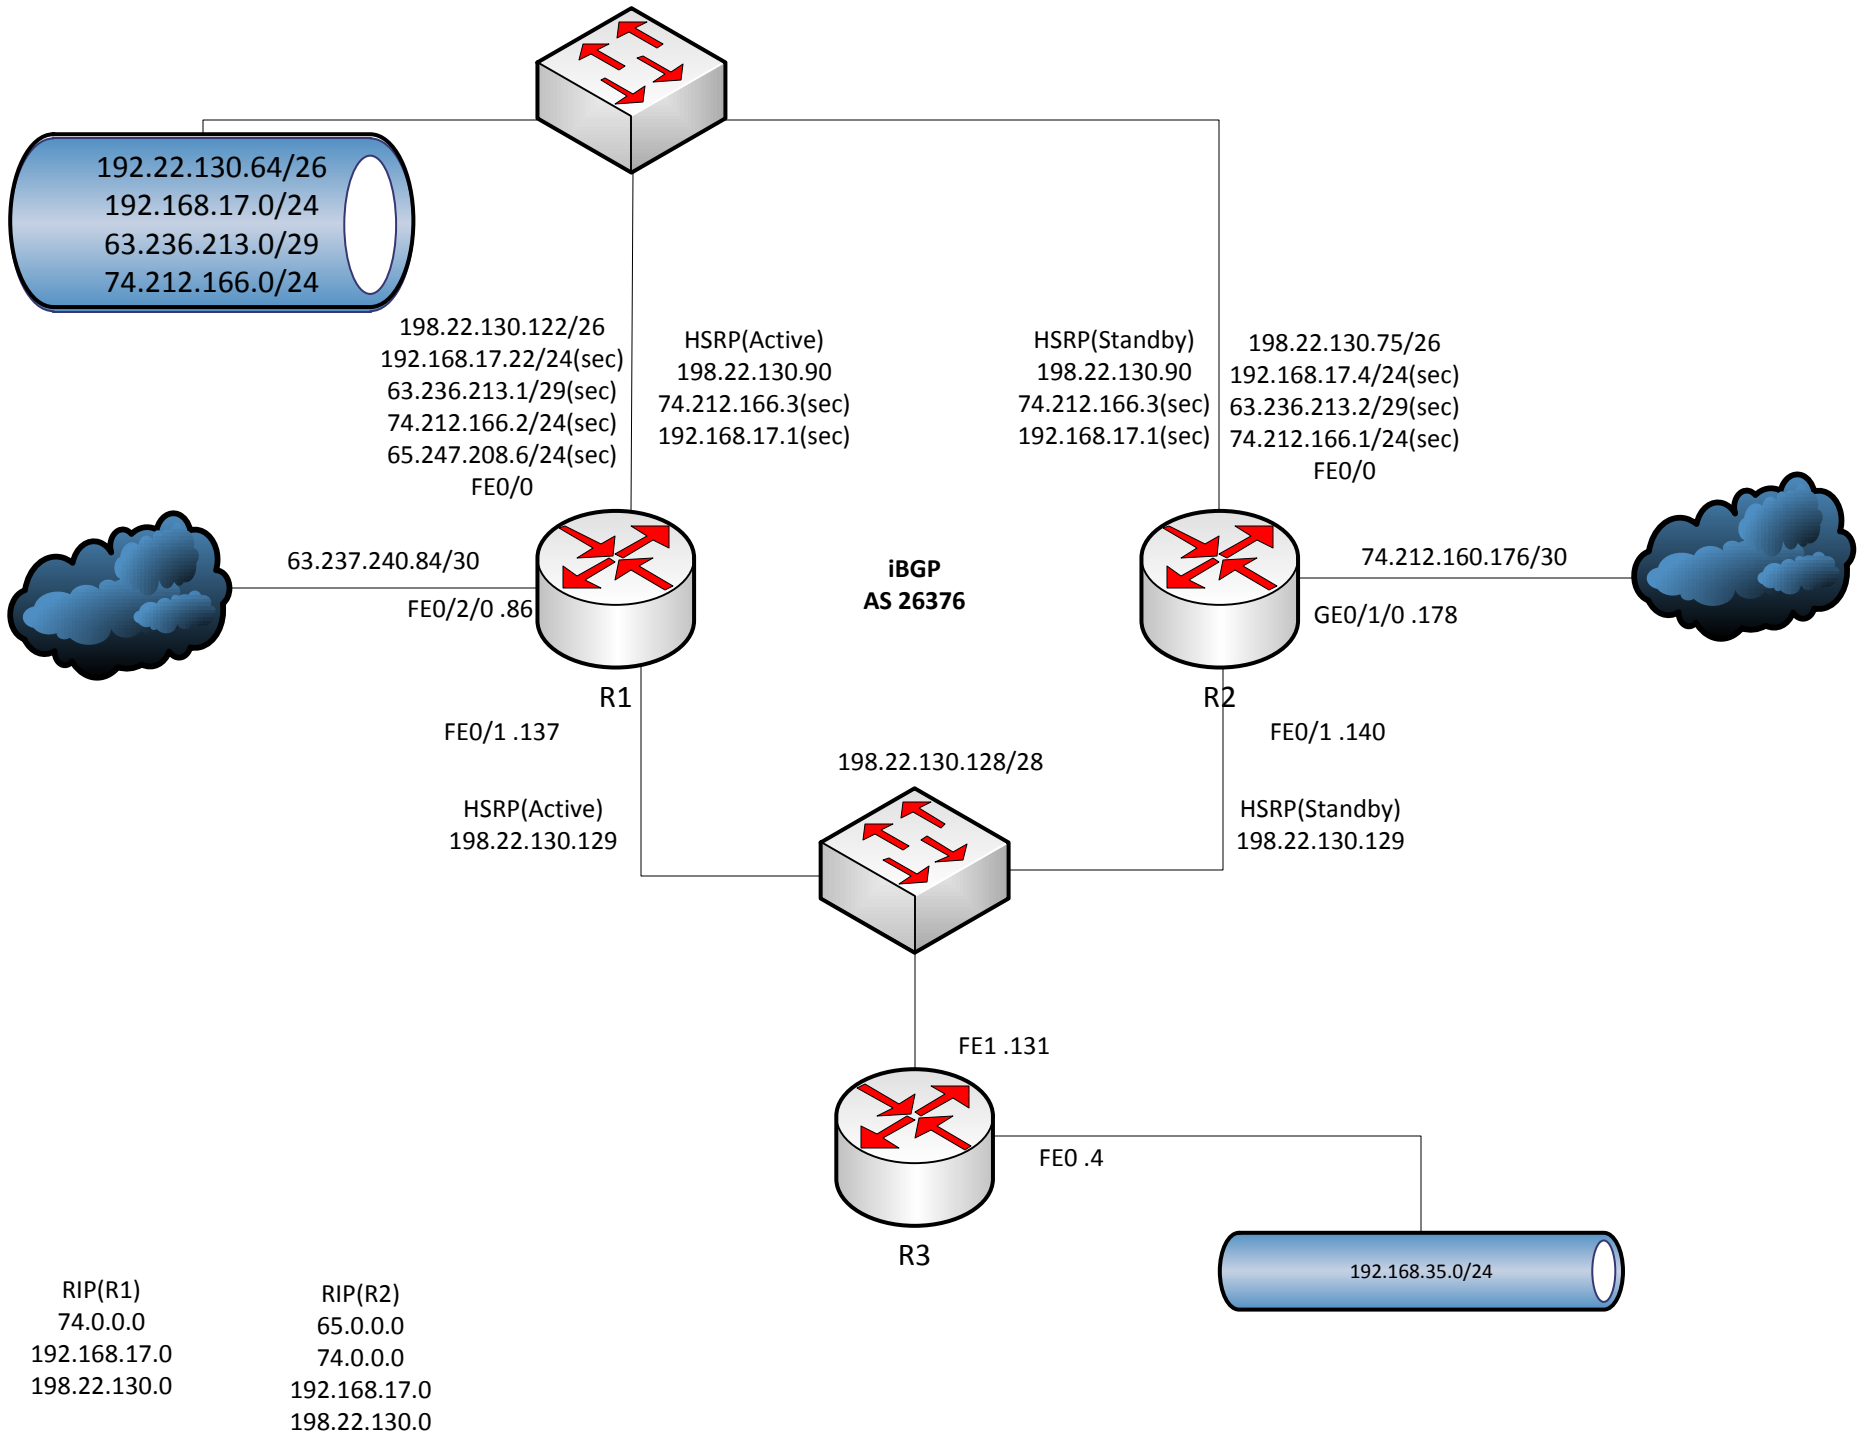 192.22.130.64/26
192.168.17.0/24
63.236.213.0/29
74.212.166.0/24
198.22.130.122/26
192.168.17.22/24(sec)
63.236.213.1/29(sec)
74.212.166.2/24(sec)
65.247.208.6/24(sec)
FE0/0
HSRP(Active)
198.22.130.90
74.212.166.3(sec)
192.168.17.1(sec)
HSRP(Standby)
198.22.130.90
74.212.166.3(sec)
192.168.17.1(sec)
198.22.130.75/26
192.168.17.4/24(sec)
63.236.213.2/29(sec)
74.212.166.1/24(sec)
FE0/0
63.237.240.84/30
FE0/2/0 .86
iBGP
AS 26376
74.212.160.176/30
GE0/1/0 .178
R1
R2
FE0/1 .137
FE0/1 .140
198.22.130.128/28
HSRP(Active)
198.22.130.129
HSRP(Standby)
198.22.130.129
FE1 .131
FE0 .4
R3
192.168.35.0/24
RIP(R1)
74.0.0.0
192.168.17.0
198.22.130.0
RIP(R2)
65.0.0.0
74.0.0.0
192.168.17.0
198.22.130.0